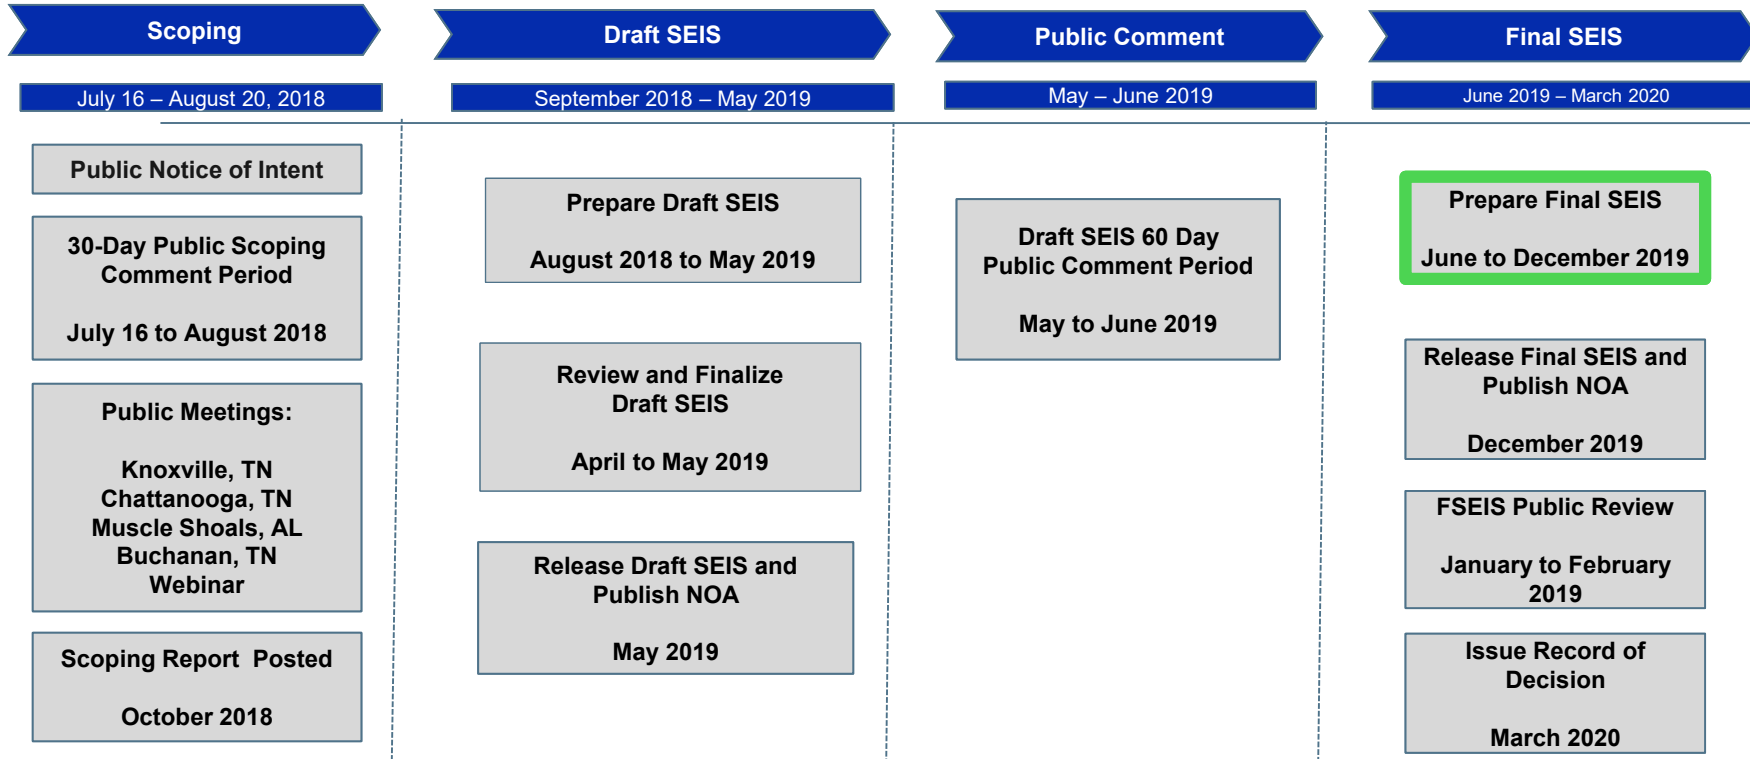 Scoping
July 16 – August 20, 2018
Public Notice of Intent
30-Day Public Scoping
Comment Period
July 16 to August 2018
Public Meetings:
Knoxville, TN
Chattanooga, TN
Muscle Shoals, AL
Buchanan, TN
Webinar
Scoping Report Posted
October 2018
Draft SEIS
September 2018 – May 2019
Prepare Draft SEIS
August 2018 to May 2019
Review and Finalize
Draft SEIS
April to May 2019
Release Draft SEIS and
Publish NOA
May 2019
Public Comment
May – June 2019
Draft SEIS 60 Day
Public Comment Period
May to June 2019
Final SEIS
June 2019 – March 2020
Prepare Final SEIS
June to December 2019
Release Final SEIS and
Publish NOA
December 2019
FSEIS Public Review
January to February
2019
Issue Record of
Decision
March 2020